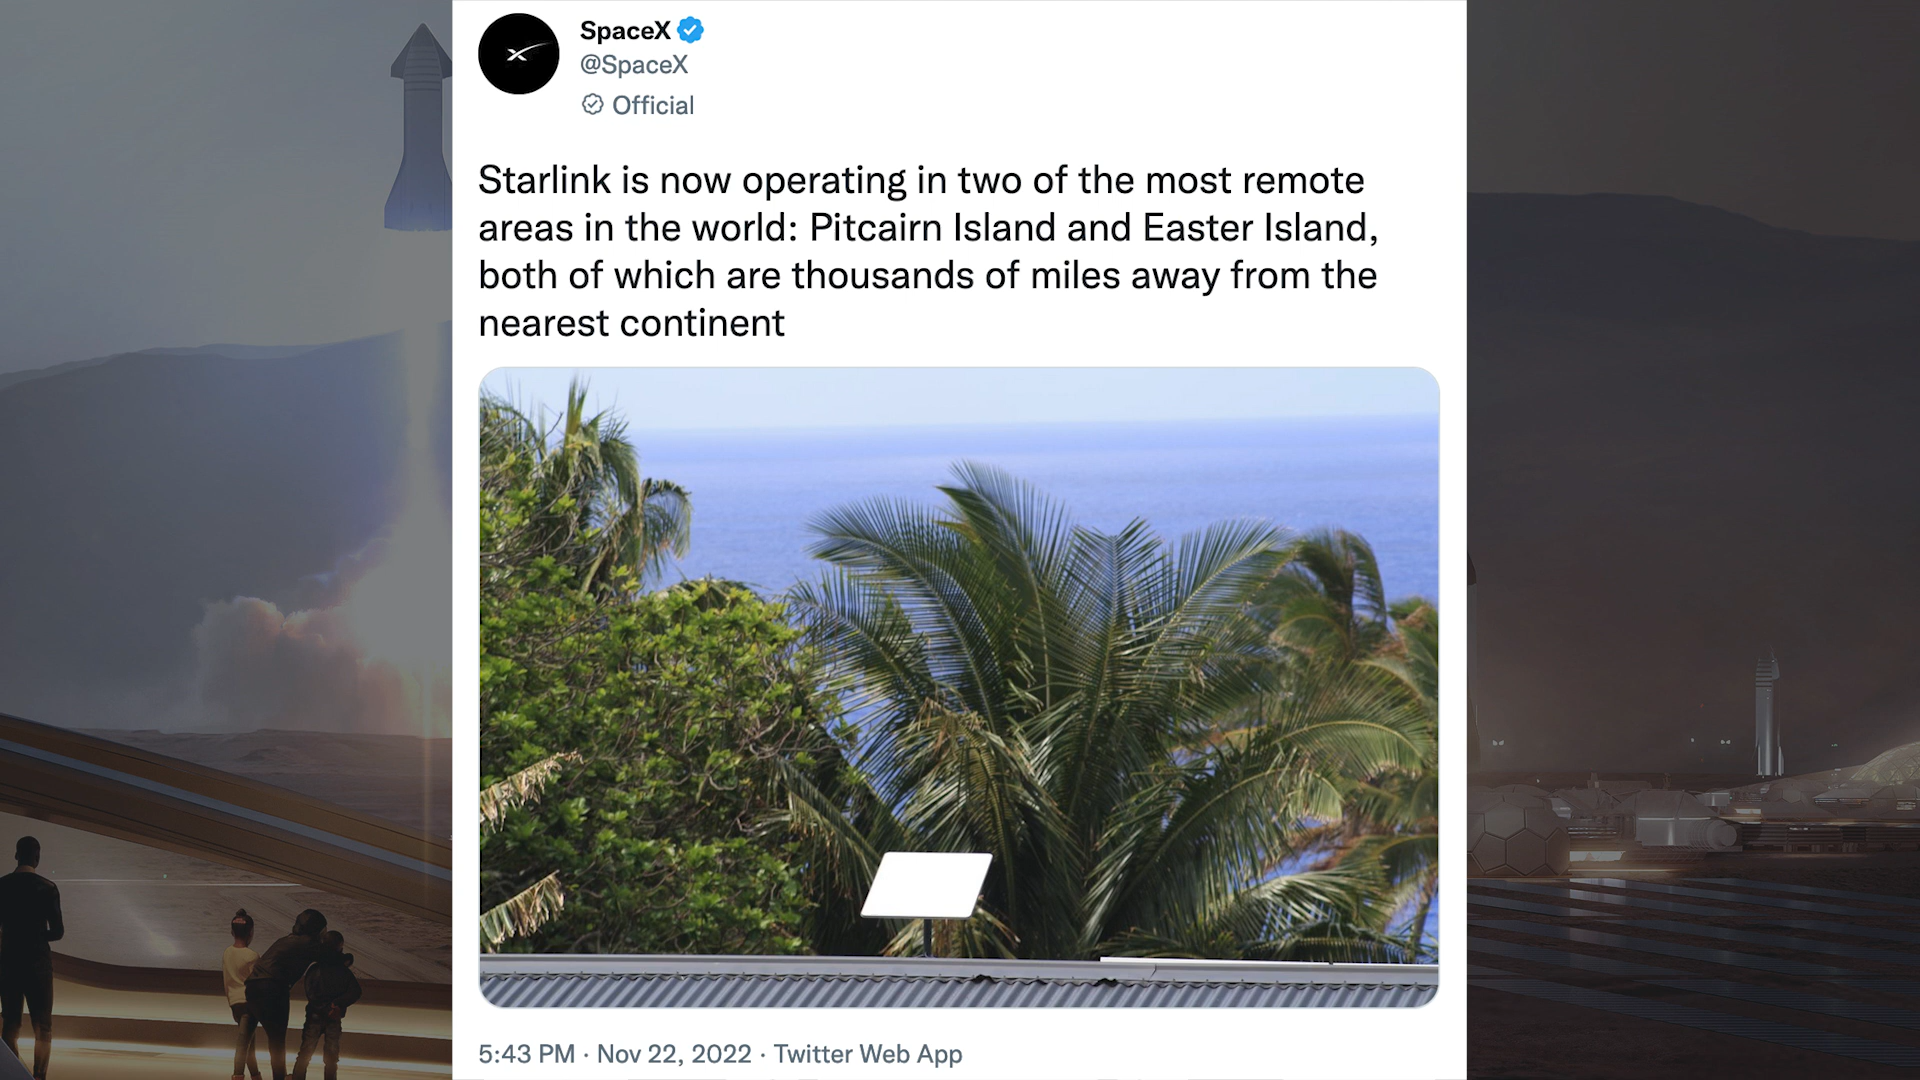 SpaceX
@SpaceX
Official
Starlink is now operating in two of the most remote
areas in the world: Pitcairn Island and Easter Island,
both of which are thousands of miles away from the
nearest continent
5:43 PM · Nov 22, 2022 · Twitter Web App